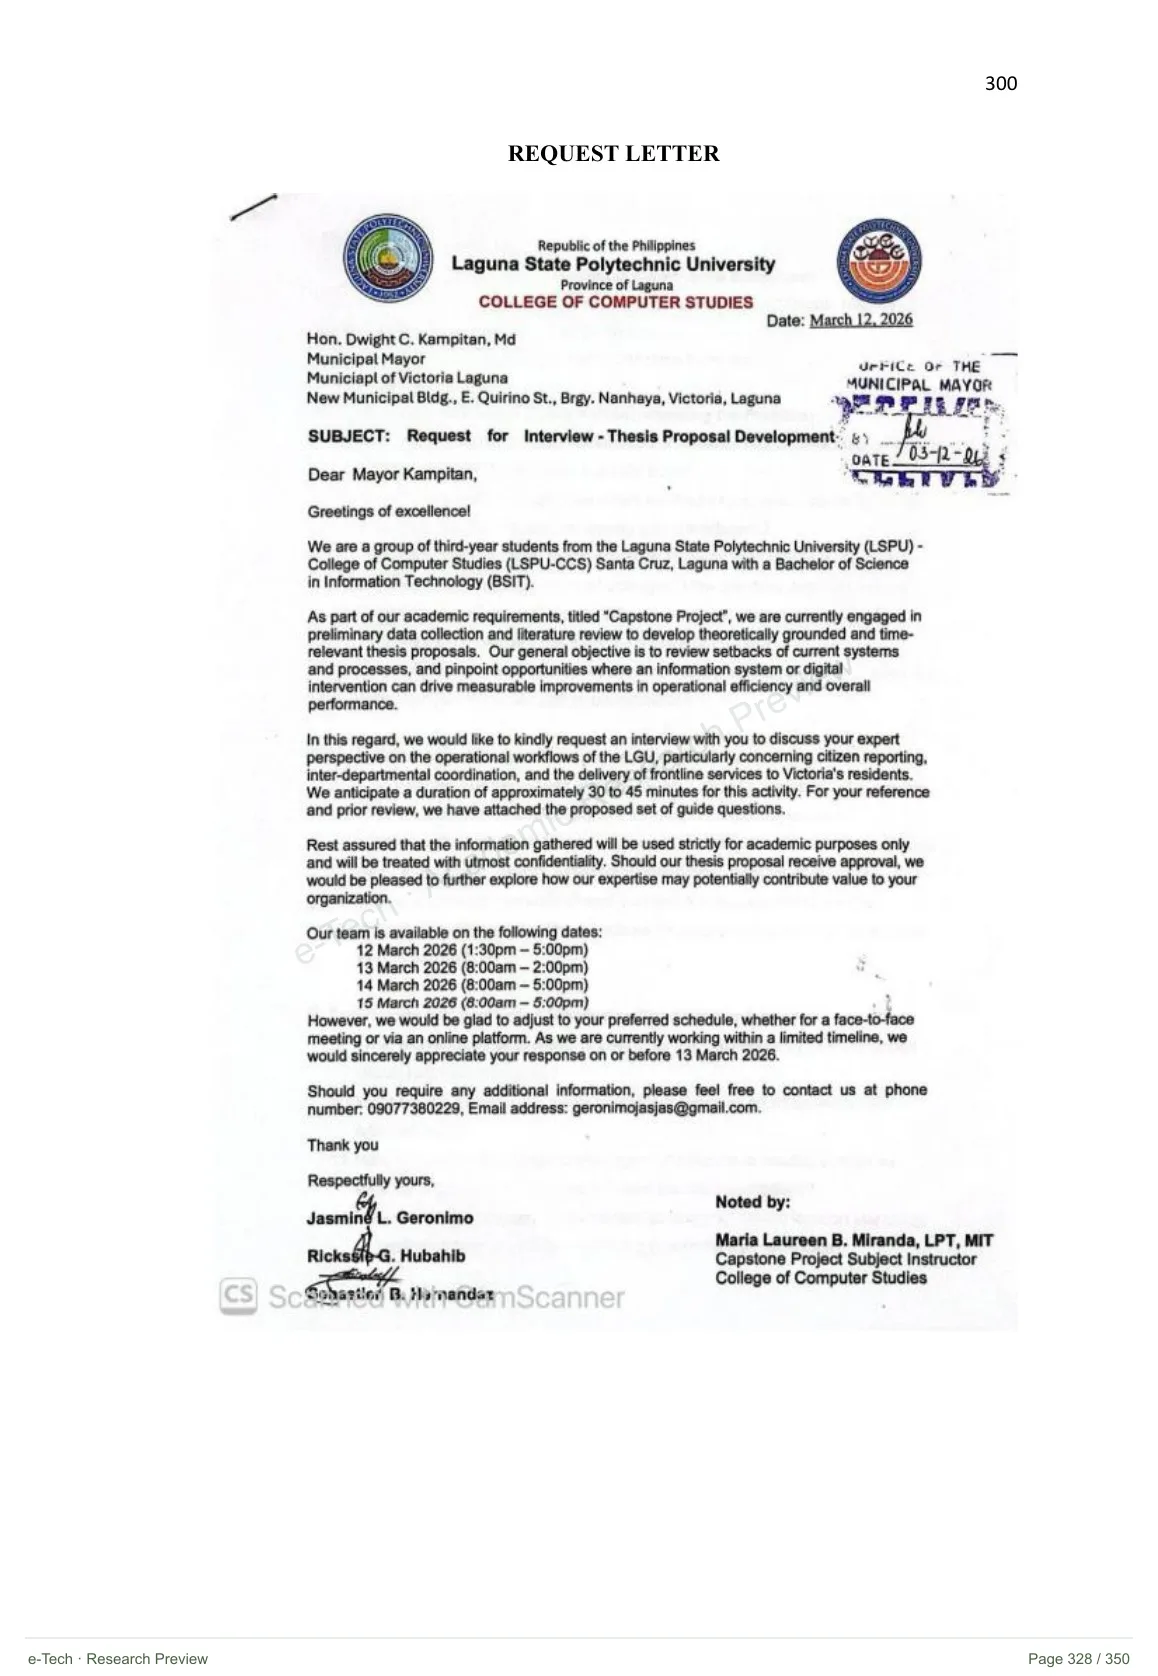 300
REQUEST LETTER
Republic of the Philippines
Laguna State Polytechnic University
Province of Laguna
COLLEGE OF COMPUTER STUDIES
Date: March 12, 2026
Hon. Dwight C. Kampitan, Md
Municipal Mayor
Municiapl of Victoria Laguna
New Municipal Bldg., E. Quirino St., Brgy. Nanhaya, Victoria, Laguna
OFFICE OF THE
MUNICIPAL MAYOR
RECEIVED
BY
DATE 03-12-26
RECEIVED
SUBJECT: Request for Interview - Thesis Proposal Development
Dear Mayor Kampitan,
Greetings of excellence!
We are a group of third-year students from the Laguna State Polytechnic University (LSPU) -
College of Computer Studies (LSPU-CCS) Santa Cruz, Laguna with a Bachelor of Science
in Information Technology (BSIT).
As part of our academic requirements, titled "Capstone Project", we are currently engaged in
preliminary data collection and literature review to develop theoretically grounded and time-
relevant thesis proposals. Our general objective is to review setbacks of current systems
and processes, and pinpoint opportunities where an information system or digital
intervention can drive measurable improvements in operational efficiency and overall
performance.
In this regard, we would like to kindly request an interview with you to discuss your expert
perspective on the operational workflows of the LGU, particularly concerning citizen reporting,
inter-departmental coordination, and the delivery of frontline services to Victoria's residents.
We anticipate a duration of approximately 30 to 45 minutes for this activity. For your reference
and prior review, we have attached the proposed set of guide questions.
Rest assured that the information gathered will be used strictly for academic purposes only
and will be treated with utmost confidentiality. Should our thesis proposal receive approval, we
would be pleased to further explore how our expertise may potentially contribute value to your
organization.
Our team is available on the following dates:
12 March 2026 (1:30pm – 5:00pm)
13 March 2026 (8:00am – 2:00pm)
14 March 2026 (8:00am – 5:00pm)
15 March 2026 (8:00am – 5:00pm)
However, we would be glad to adjust to your preferred schedule, whether for a face-to-face
meeting or via an online platform. As we are currently working within a limited timeline, we
would sincerely appreciate your response on or before 13 March 2026.
Should you require any additional information, please feel free to contact us at phone
number: 09077380229, Email address: geronimojasjas@gmail.com.
Thank you
Respectfully yours,
Jasmine L. Geronimo
Ricksie G. Hubahib
B. Hernandez
Noted by:
Maria Laureen B. Miranda, LPT, MIT
Capstone Project Subject Instructor
College of Computer Studies
CS Scanned with CamScanner
e-Tech · Academic Research Preview
e-Tech · Research Preview
Page 328 / 350